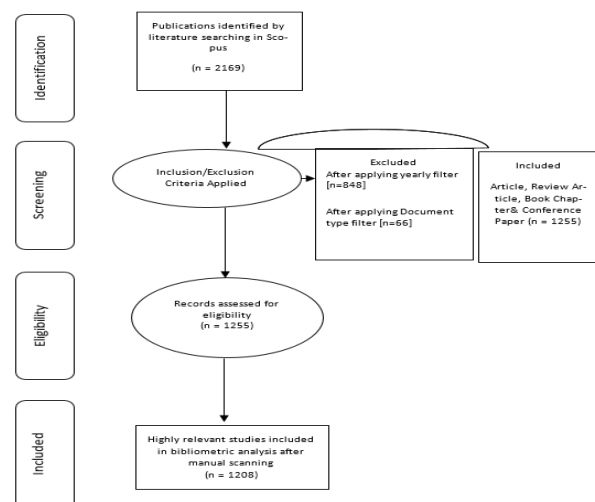 Identification
Publications identified by
literature searching in Sco-
pus
(n = 2169)
Screening
Inclusion/Exclusion
Criteria Applied
Excluded
After applying yearly filter
[n=848]
After applying Document
type filter [n=66]
Included
Article, Review Ar-
ticle, Book Chap-
ter& Conference
Paper (n = 1255)
Eligibility
Records assessed for
eligibility
(n = 1255)
Included
Highly relevant studies included
in bibliometric analysis after
manual scanning
(n = 1208)